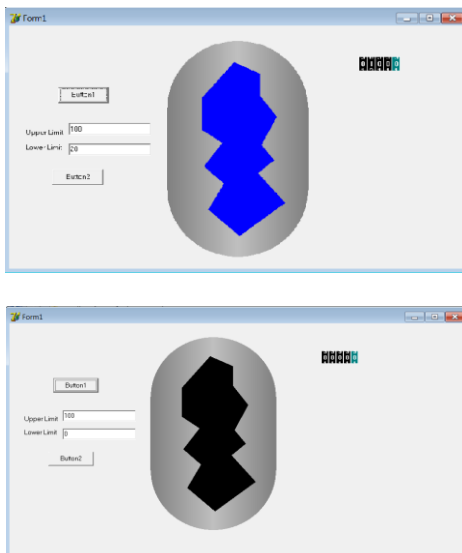 Form1
Button1
Upper Limit 100
Lower Limit 20
Button2
Form1
Button1
Upper Limit 100
Lower Limit 0
Button2